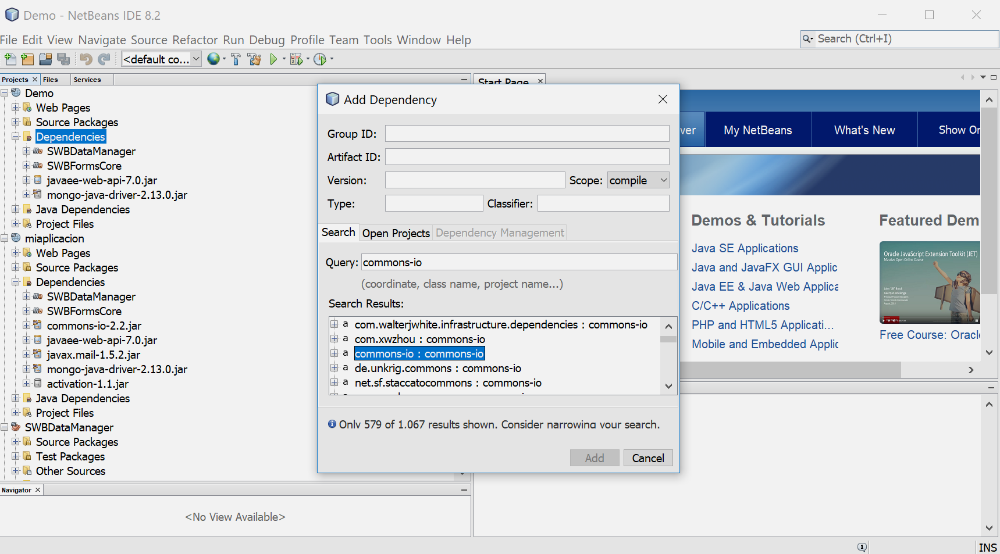 Demo - NetBeans IDE 8.2
File Edit View Navigate Source Refactor Run Debug Profile Team Tools Window Help
Search (Ctrl+I)
<default co...
Projects
Files
Services
Demo
Web Pages
Source Packages
Dependencies
SWBDataManager
SWBFormsCore
javaee-web-api-7.0.jar
mongo-java-driver-2.13.0.jar
Java Dependencies
Project Files
miaplicacion
Web Pages
Source Packages
Dependencies
SWBDataManager
SWBFormsCore
commons-io-2.2.jar
javaee-web-api-7.0.jar
javax.mail-1.5.2.jar
mongo-java-driver-2.13.0.jar
activation-1.1.jar
Java Dependencies
Project Files
SWBDataManager
Source Packages
Test Packages
Other Sources
Navigator
<No View Available>
Start Page
Add Dependency
Group ID:
Artifact ID:
Version:
Scope: compile
Type:
Classifier:
Search
Open Projects
Dependency Management
Query: commons-io
(coordinate, class name, project name...)
Search Results:
a com.walterjwhite.infrastructure.dependencies : commons-io
a com.xwzhou : commons-io
a commons-io : commons-io
a de.unkrig.commons : commons-io
a net.sf.staccatocommons : commons-io
Only 579 of 1.067 results shown. Consider narrowing your search.
Add
Cancel
ver
My NetBeans
What's New
Show Or
Demos & Tutorials
Java SE Applications
Java and JavaFX GUI Applic
Java EE & Java Web Applica
C/C++ Applications
PHP and HTML5 Applicati...
Mobile and Embedded Applic
Featured Dem
Oracle JavaScript Extension Toolkit (JET)
Massive Open Online Course
Free Course: Oracle
INS